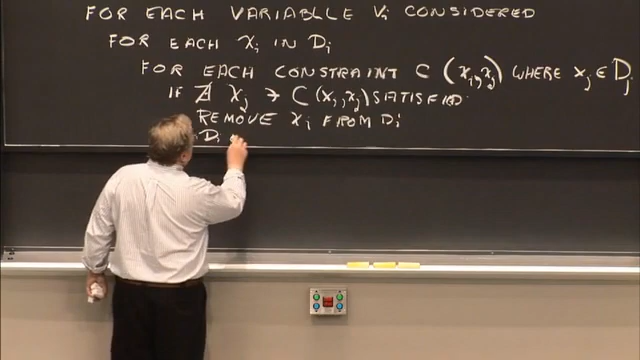 FOR EACH VARIABLLE Vi CONSIDERED
FOR EACH Xi IN Di
FOR EACH CONSTRAINT C (xi, xj) WHERE xj ∈ Dj
IF ∄ Xj ∋ C(xi, xj) SATISFIED
REMOVE Xi FROM Di
Di